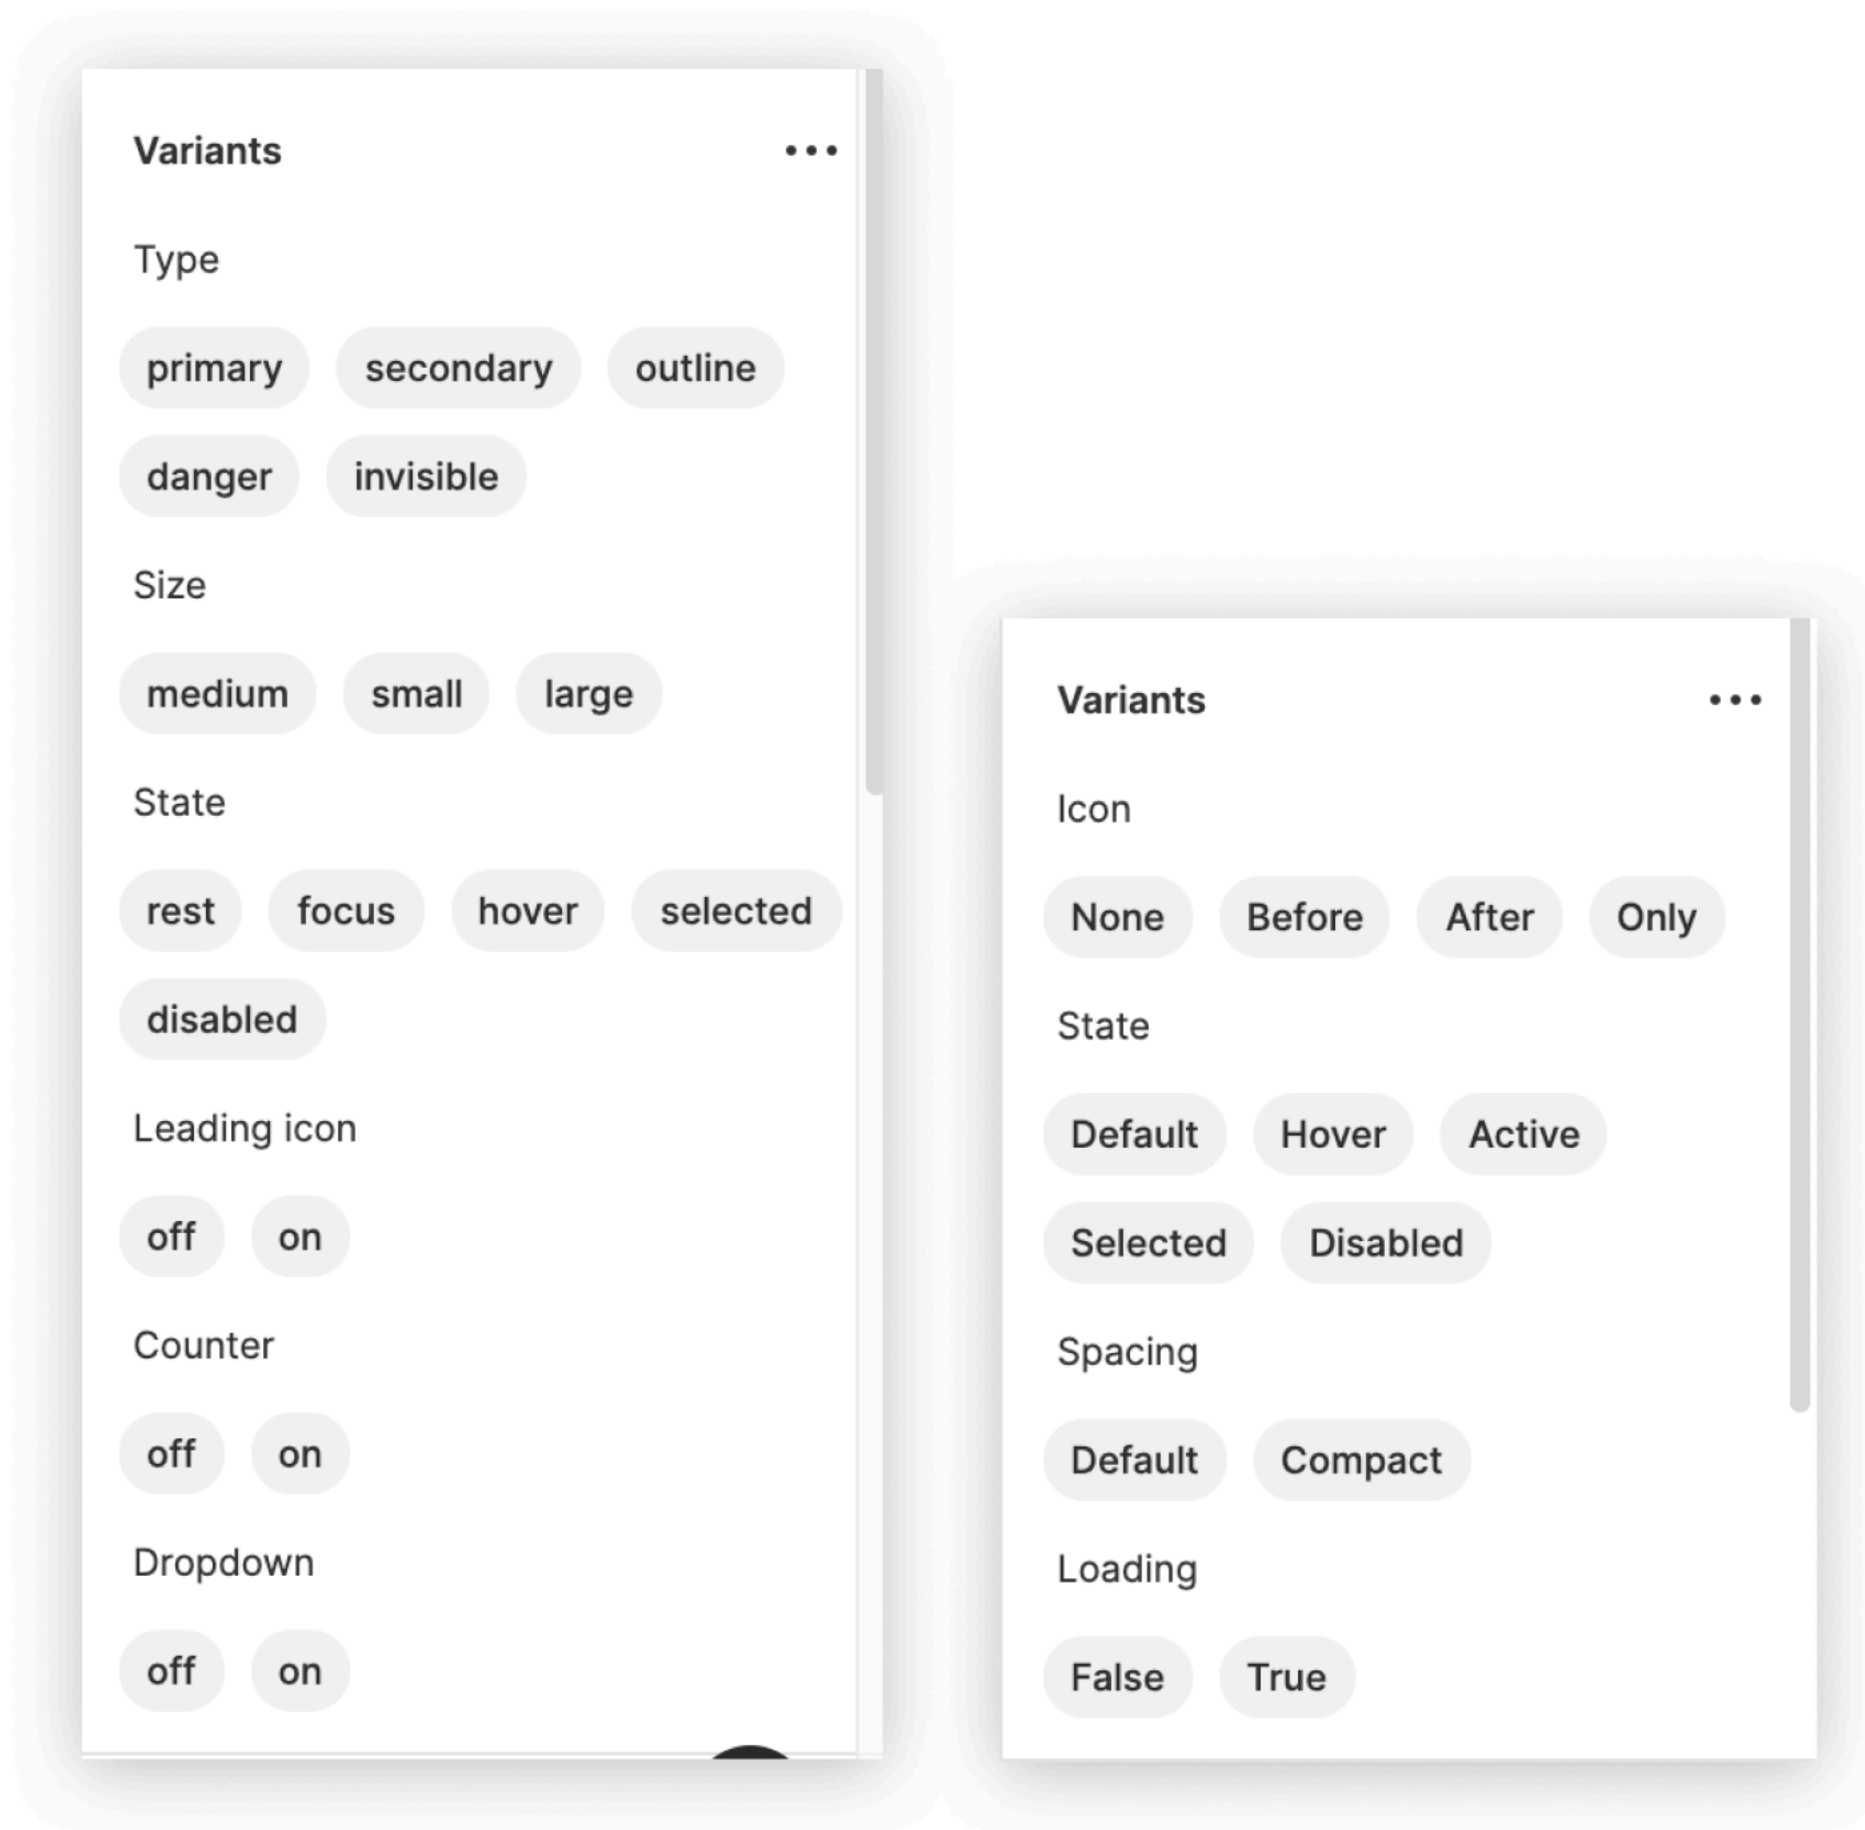 Variants
Type
primary secondary outline
danger invisible
Size
medium small large
State
rest focus hover selected
disabled
Leading icon
off on
Counter
off on
Dropdown
off on
Variants
Icon
None Before After Only
State
Default Hover Active
Selected Disabled
Spacing
Default Compact
Loading
False True